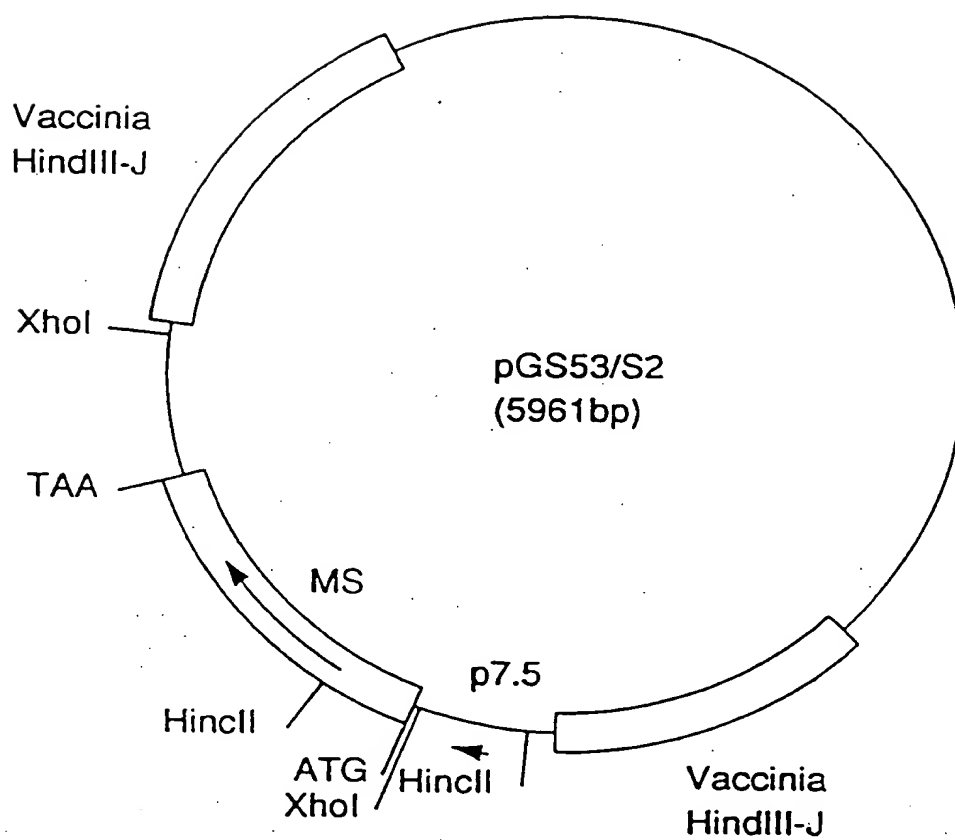 Vaccinia
HindIII-J
XhoI
pGS53/S2
(5961bp)
TAA
MS
p7.5
HincII
ATG
HincII
XhoI
Vaccinia
HindIII-J